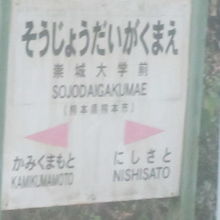 そうじょうだいがくまえ
崇城大学前
SOJODAIGAKUMAE
(熊本県熊本市)
かみくまもと にしさと
KAMIKUMAMOTO NISHISATO